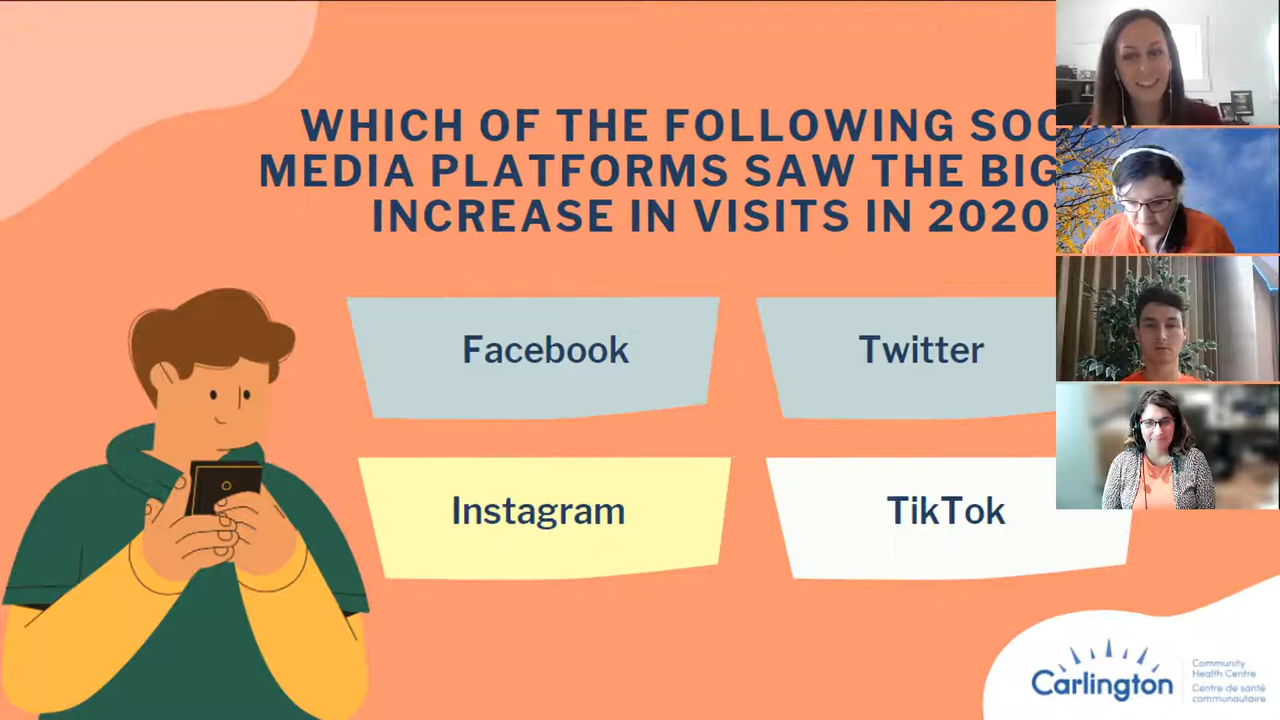 WHICH OF THE FOLLOWING SOC
MEDIA PLATFORMS SAW THE BIG
INCREASE IN VISITS IN 2020
Facebook
Twitter
Instagram
TikTok
Carlington
Community
Health Centre
Centre de santé
communautaire